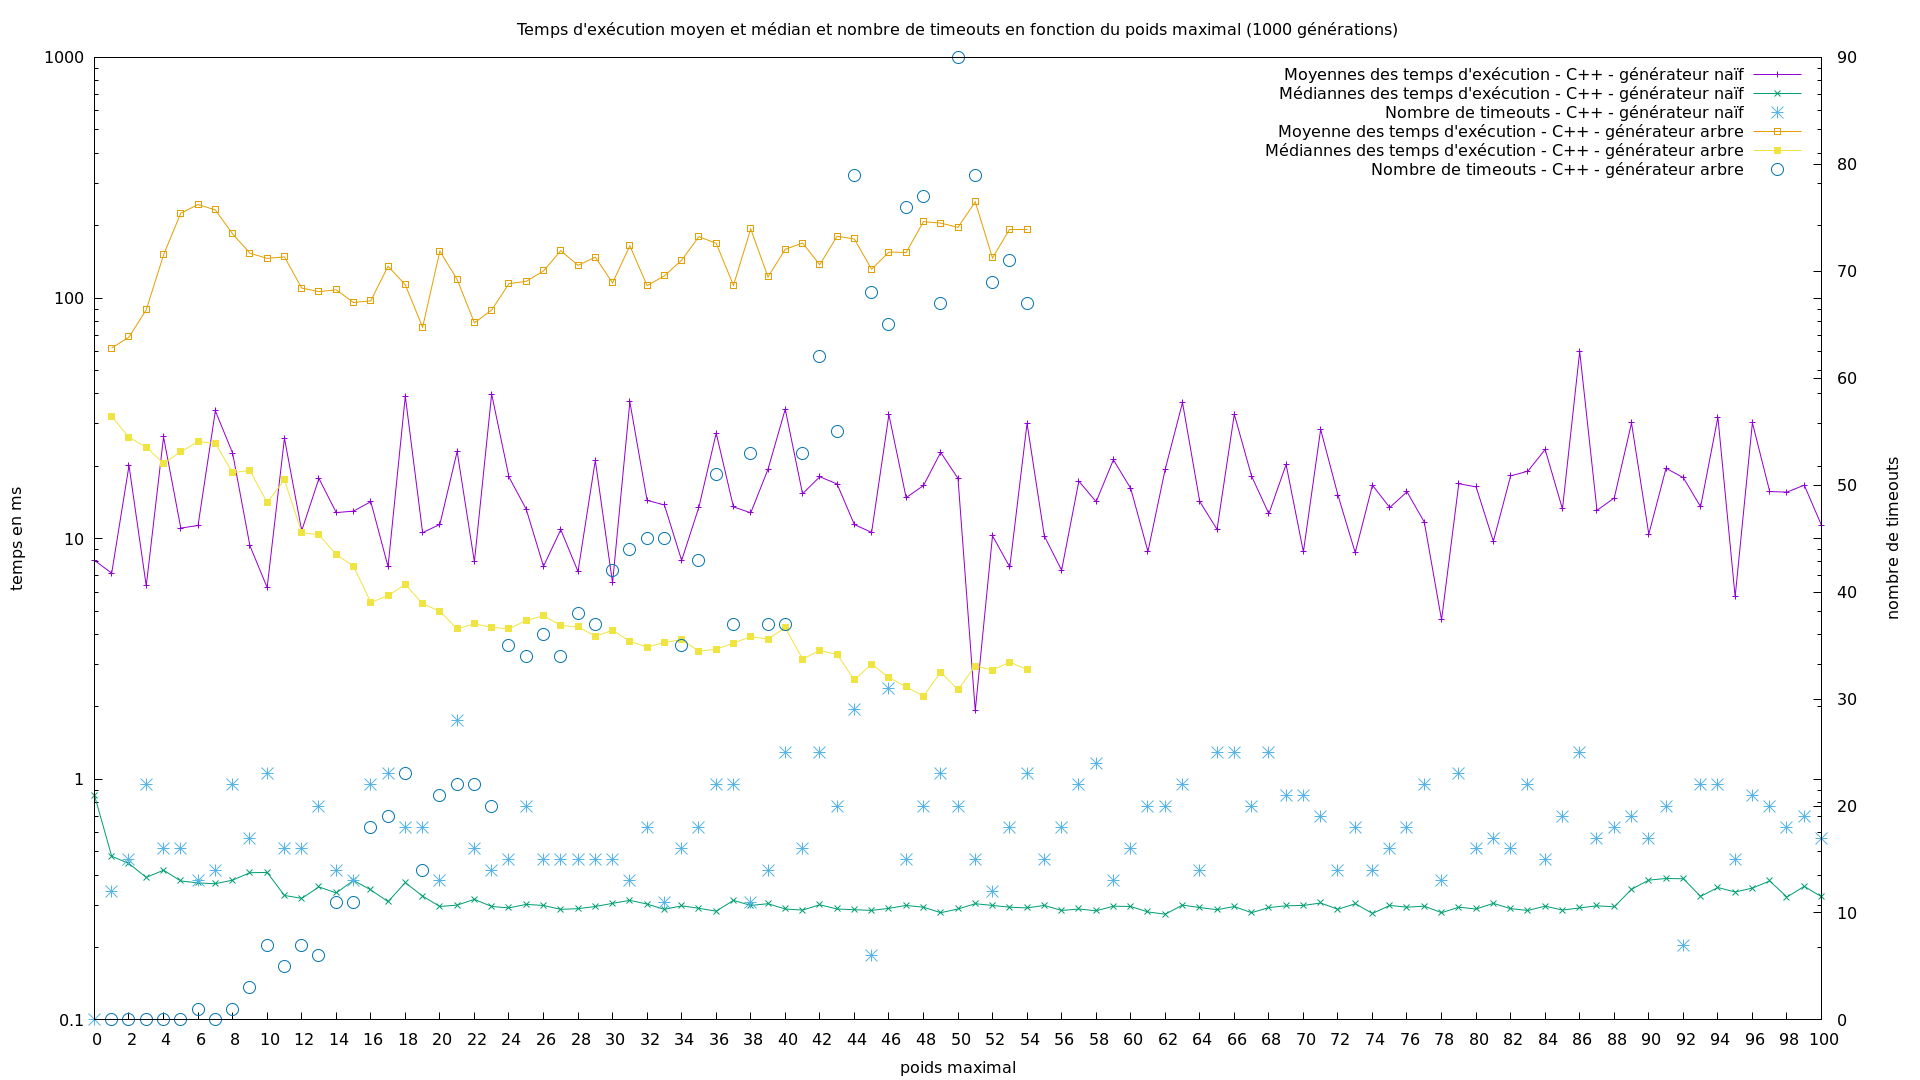 Temps d'exécution moyen et médian et nombre de timeouts en fonction du poids maximal (1000 générations)
Moyennes des temps d'exécution - C++ - générateur naïf
Médiannes des temps d'exécution - C++ - générateur naïf
Nombre de timeouts - C++ - générateur naïf
Moyenne des temps d'exécution - C++ - générateur arbre
Médiannes des temps d'exécution - C++ - générateur arbre
Nombre de timeouts - C++ - générateur arbre
1000
100
10
1
0.1
temps en ms
90
80
70
60
50
40
30
20
10
0
nombre de timeouts
0 2 4 6 8 10 12 14 16 18 20 22 24 26 28 30 32 34 36 38 40 42 44 46 48 50 52 54 56 58 60 62 64 66 68 70 72 74 76 78 80 82 84 86 88 90 92 94 96 98 100
poids maximal